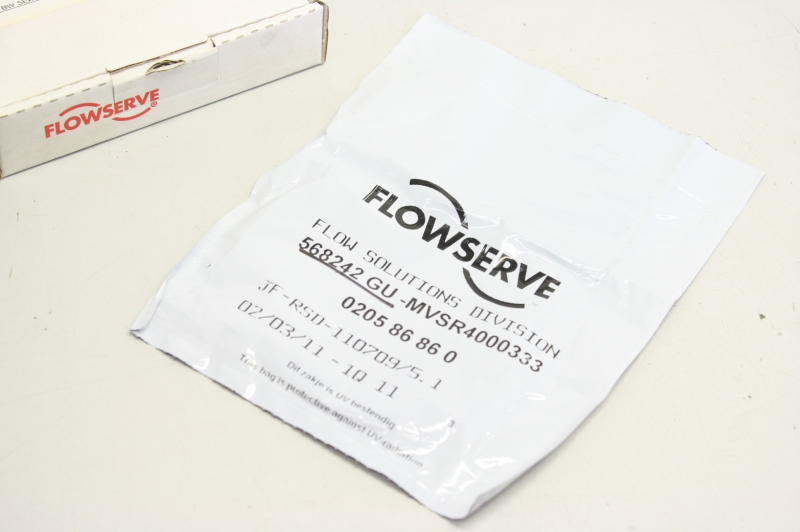 FLOWSERVE®
FLOWSERVE
FLOW SOLUTIONS DIVISION
568242 GU-MVSR4000333
0205 86 86 0
JF-RSD-110709/5.1
02/03/11 - 1Q 11
Dit zakje is UV bestendig
This bag is protective against UV-radiation